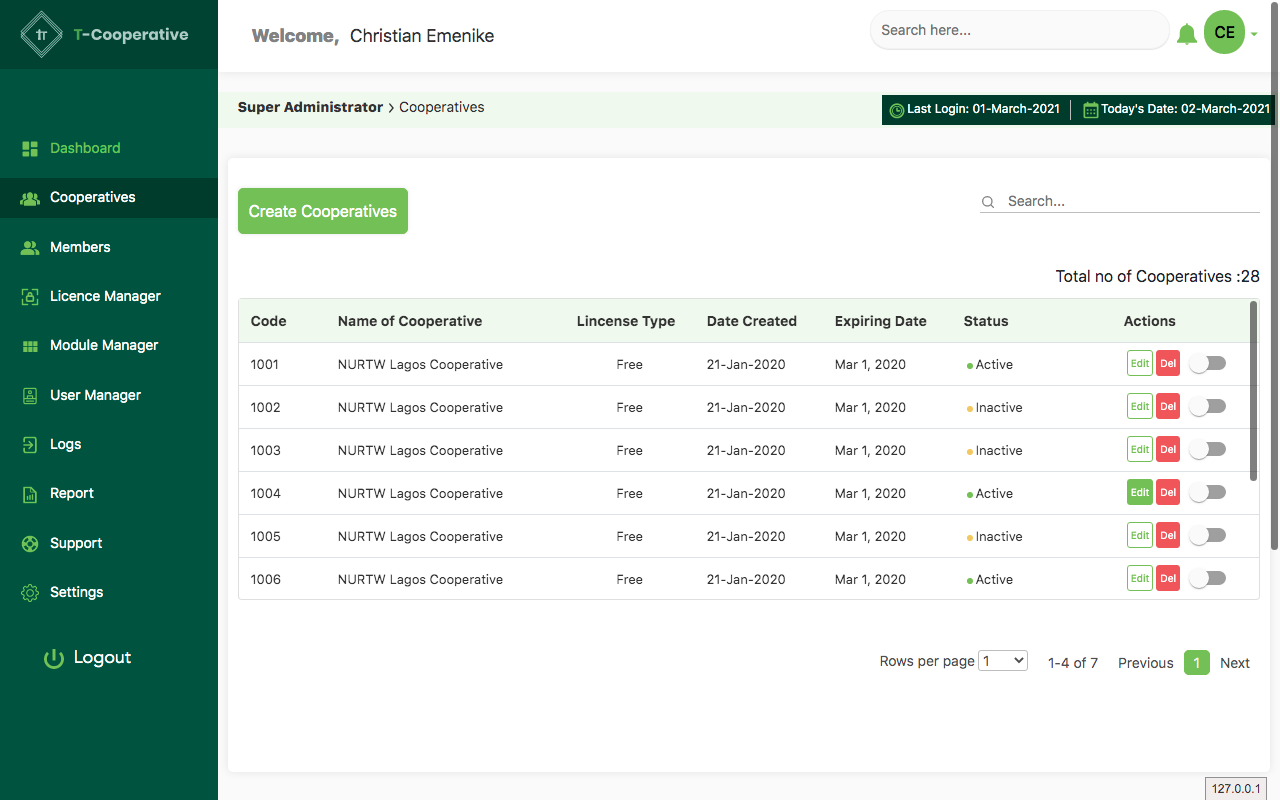 T-Cooperative
Welcome, Christian Emenike
Search here...
CE
Super Administrator > Cooperatives
Last Login: 01-March-2021
Today's Date: 02-March-2021
Dashboard
Cooperatives
Members
Licence Manager
Module Manager
User Manager
Logs
Report
Support
Settings
Logout
Create Cooperatives
Search...
Total no of Cooperatives :28
Code Name of Cooperative Lincense Type Date Created Expiring Date Status Actions
1001 NURTW Lagos Cooperative Free 21-Jan-2020 Mar 1, 2020 Active Edit Del
1002 NURTW Lagos Cooperative Free 21-Jan-2020 Mar 1, 2020 Inactive Edit Del
1003 NURTW Lagos Cooperative Free 21-Jan-2020 Mar 1, 2020 Inactive Edit Del
1004 NURTW Lagos Cooperative Free 21-Jan-2020 Mar 1, 2020 Active Edit Del
1005 NURTW Lagos Cooperative Free 21-Jan-2020 Mar 1, 2020 Inactive Edit Del
1006 NURTW Lagos Cooperative Free 21-Jan-2020 Mar 1, 2020 Active Edit Del
Rows per page 1 1-4 of 7 Previous 1 Next
127.0.0.1